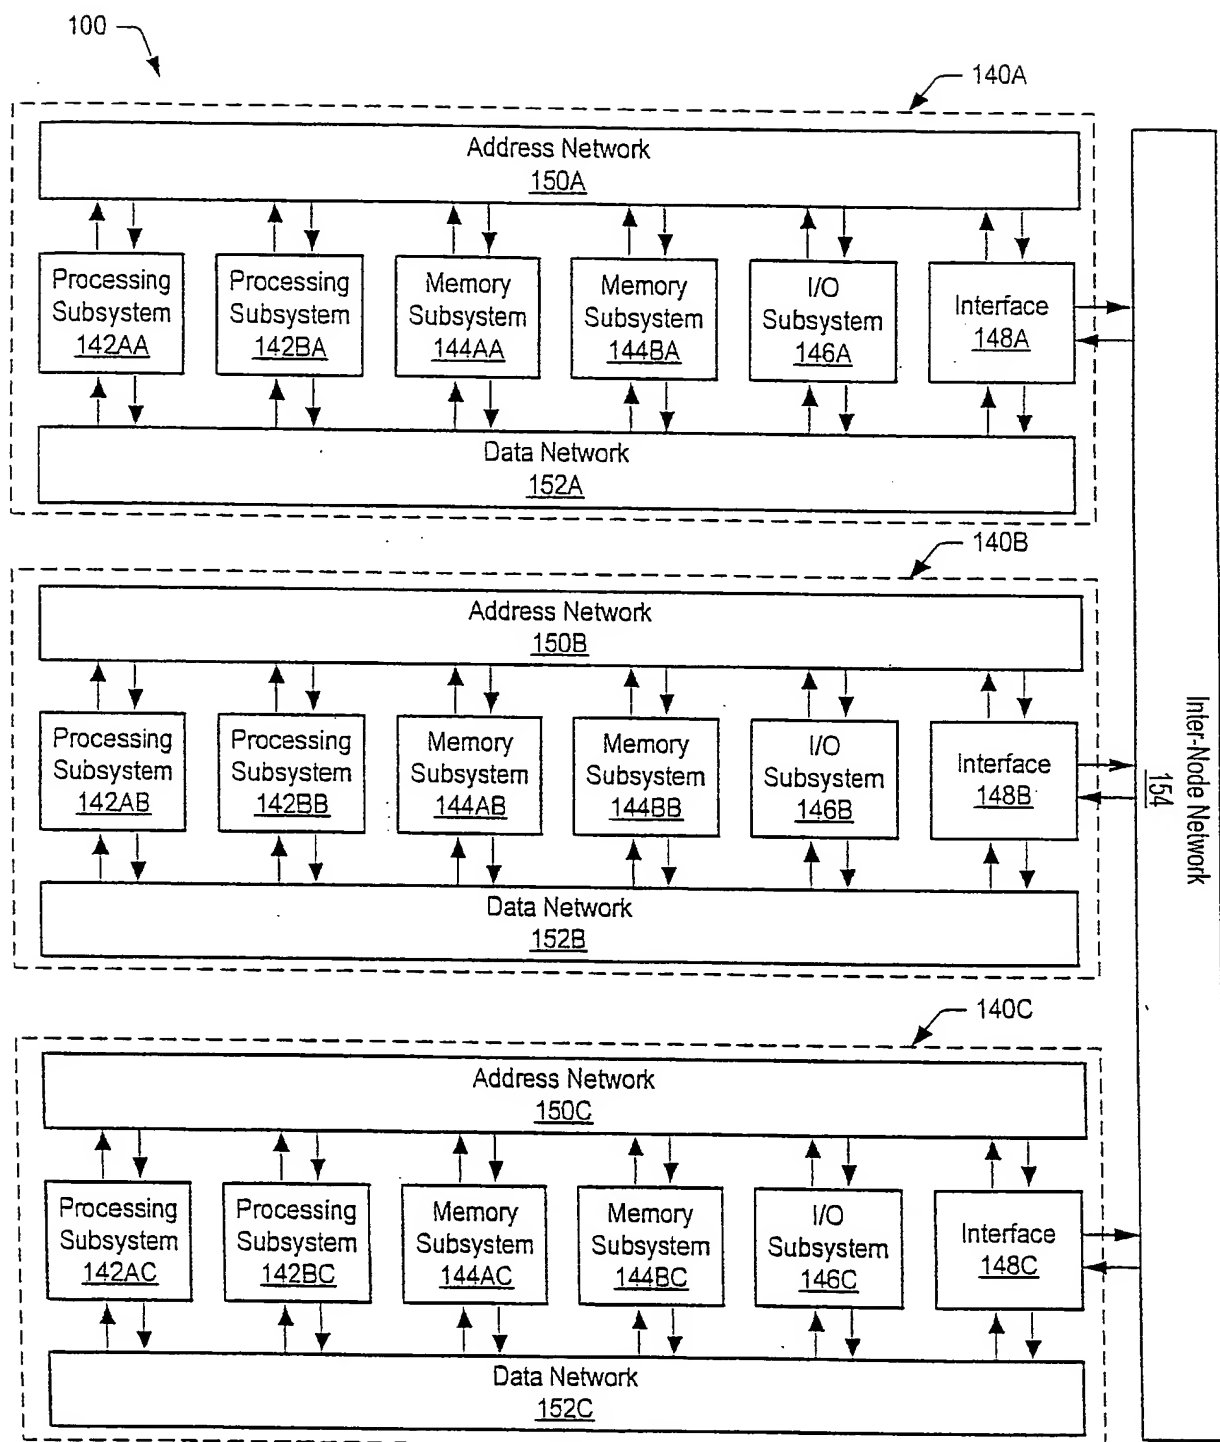 100
140A
Address Network
150A
Processing
Subsystem
142AA
Processing
Subsystem
142BA
Memory
Subsystem
144AA
Memory
Subsystem
144BA
I/O
Subsystem
146A
Interface
148A
Data Network
152A
140B
Address Network
150B
Processing
Subsystem
142AB
Processing
Subsystem
142BB
Memory
Subsystem
144AB
Memory
Subsystem
144BB
I/O
Subsystem
146B
Interface
148B
Data Network
152B
Inter-Node Network
154
140C
Address Network
150C
Processing
Subsystem
142AC
Processing
Subsystem
142BC
Memory
Subsystem
144AC
Memory
Subsystem
144BC
I/O
Subsystem
146C
Interface
148C
Data Network
152C